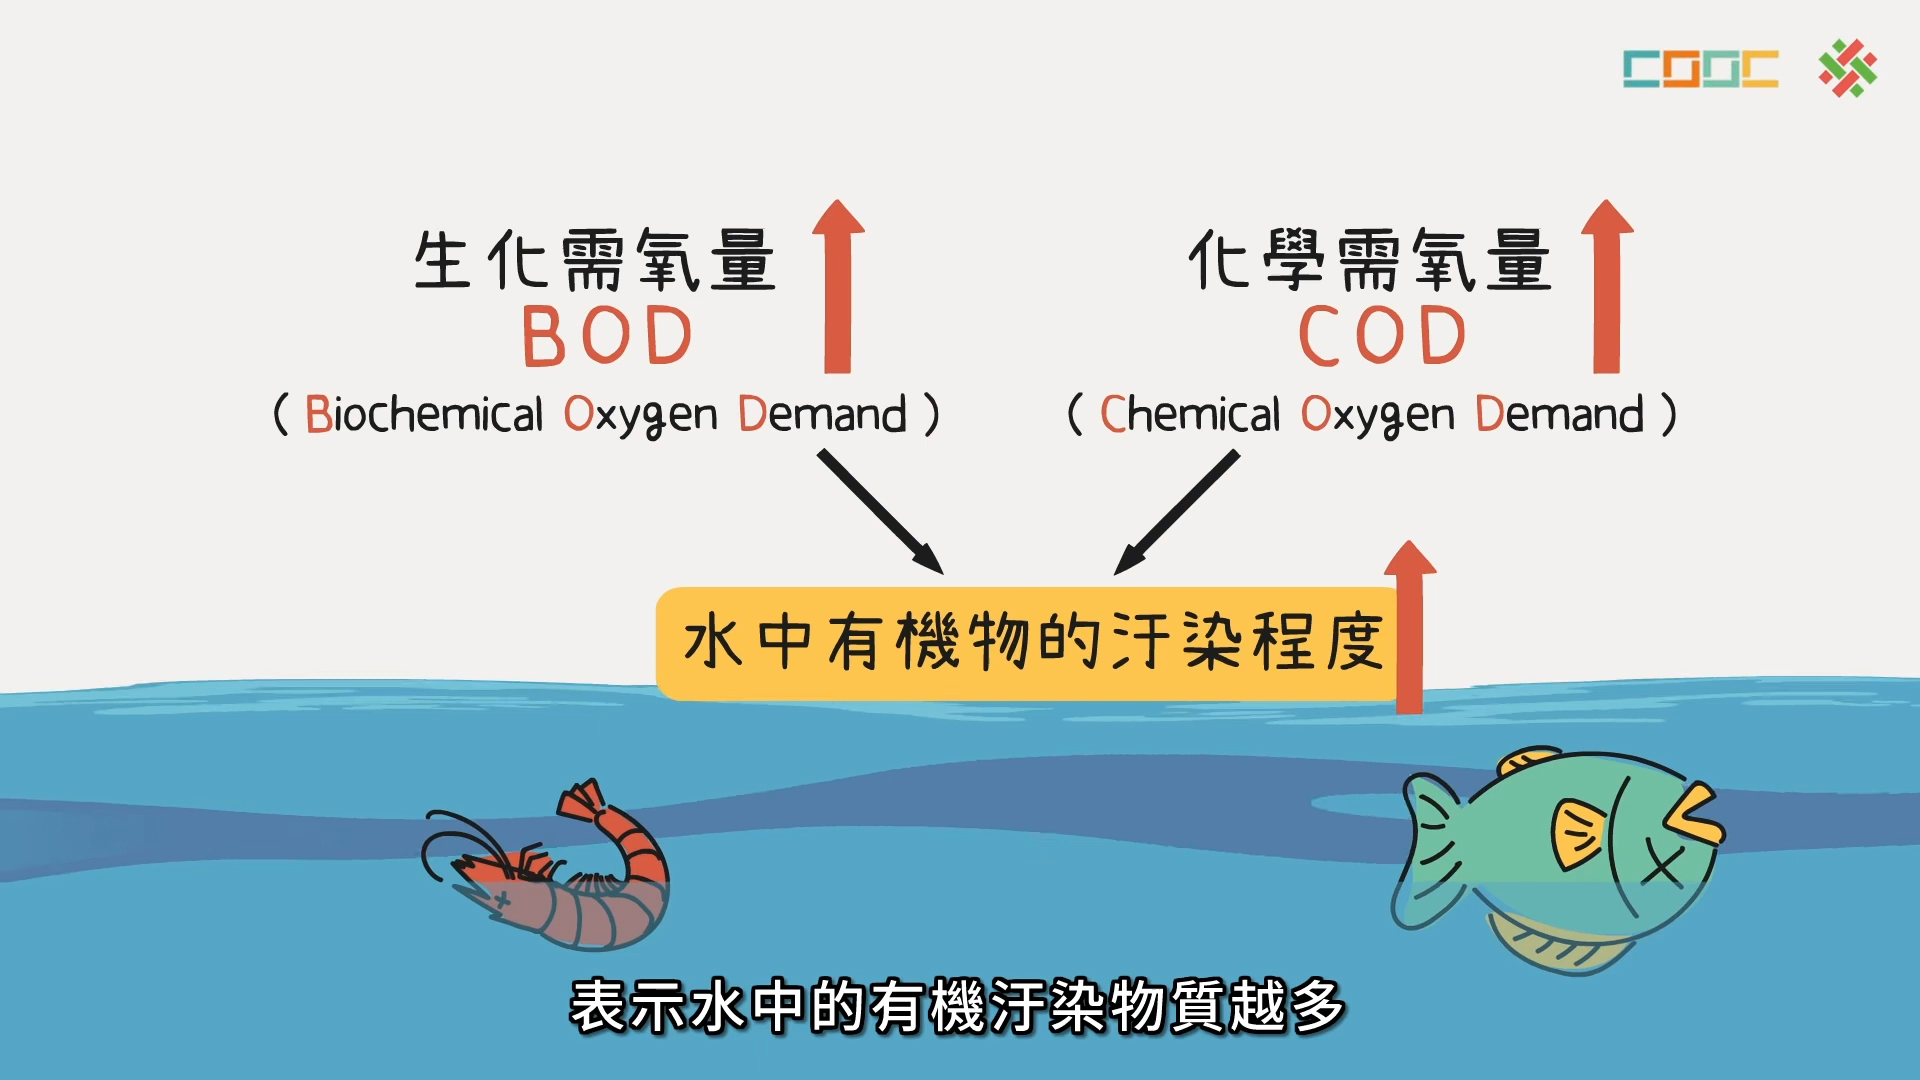 COOC
生化需氧量
BOD
( Biochemical Oxygen Demand )
化學需氧量
COD
( Chemical Oxygen Demand )
水中有機物的汙染程度
表示水中的有機汙染物質越多